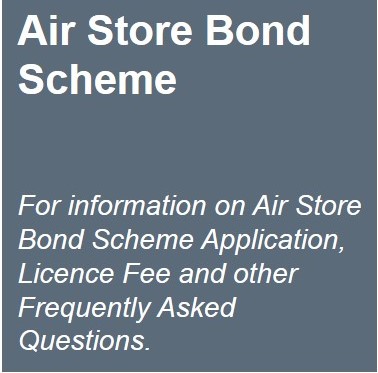 Air Store Bond
Scheme
For information on Air Store
Bond Scheme Application,
Licence Fee and other
Frequently Asked
Questions.